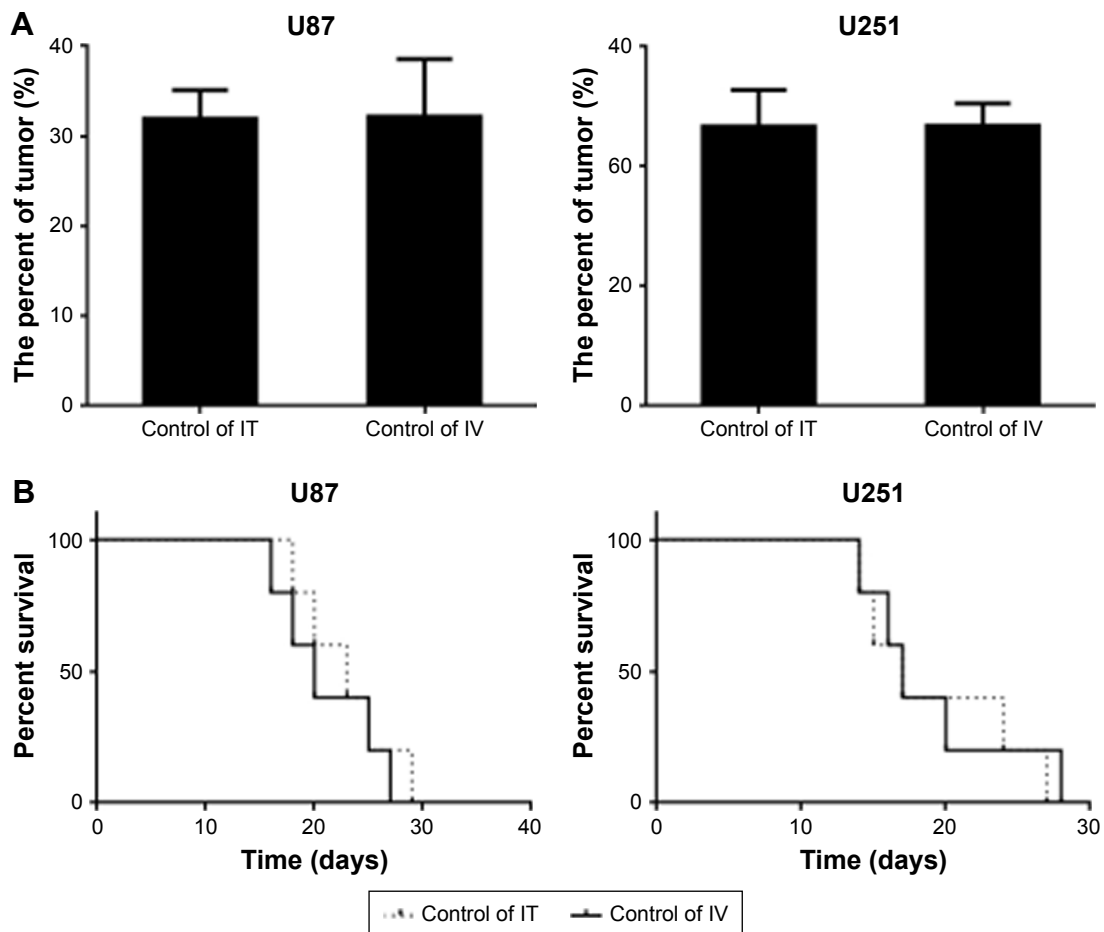 A
U87
The percent of tumor (%)
40
30
20
10
0
Control of IT
Control of IV
U251
The percent of tumor (%)
40
60
20
0
Control of IT
Control of IV
B
U87
Percent survival
100
50
0
0
10
20
30
40
Time (days)
U251
Percent survival
100
50
0
0
10
20
30
Time (days)
Control of IT
Control of IV